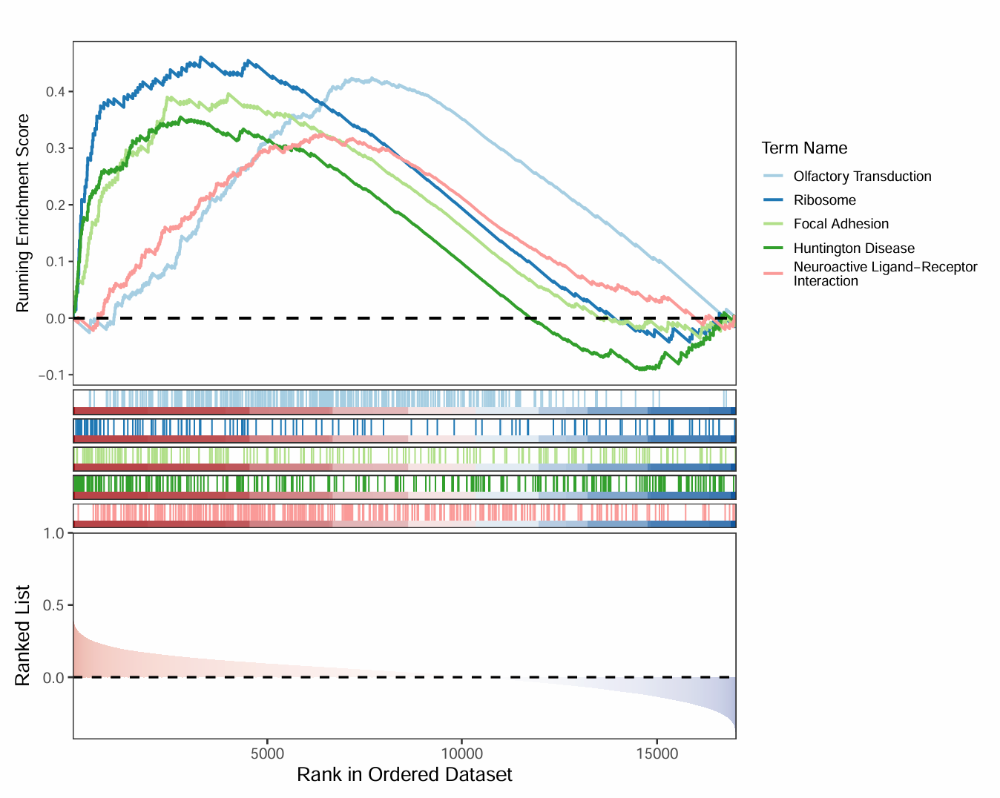 Running Enrichment Score
0.4
0.3
0.2
0.1
0.0
−0.1
Term Name
Olfactory Transduction
Ribosome
Focal Adhesion
Huntington Disease
Neuroactive Ligand−Receptor
Interaction
Ranked List
1.0
0.5
0.0
5000
10000
15000
Rank in Ordered Dataset